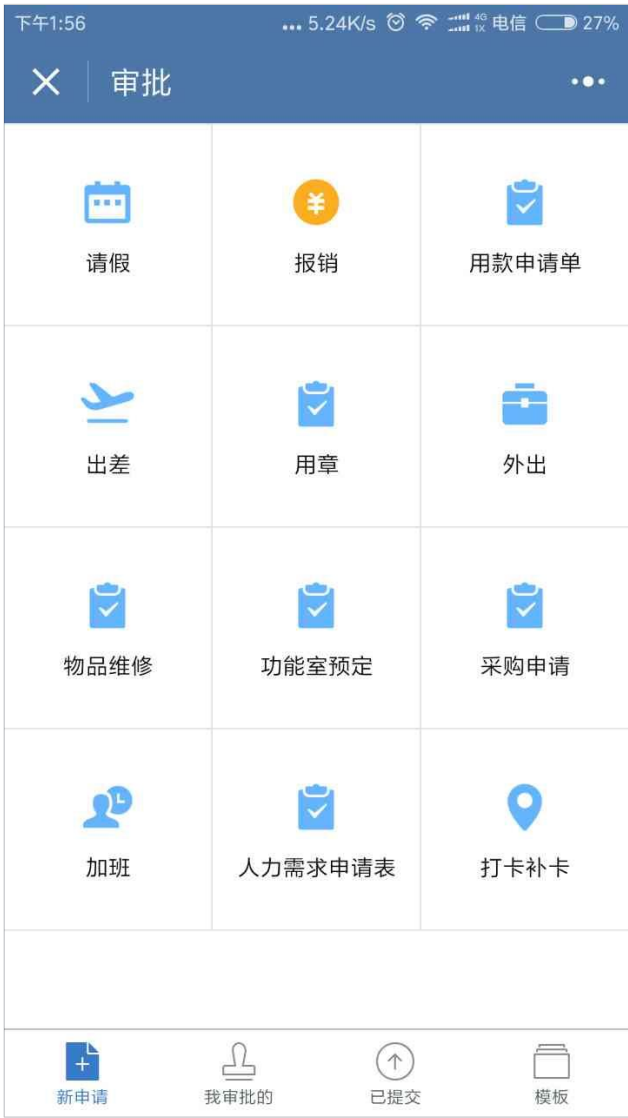 下午1:56 ... 5.24K/s 4G 1X 电信 27%
审批
请假 报销 用款申请单
出差 用章 外出
物品维修 功能室预定 采购申请
加班 人力需求申请表 打卡补卡
新申请 我审批的 已提交 模板